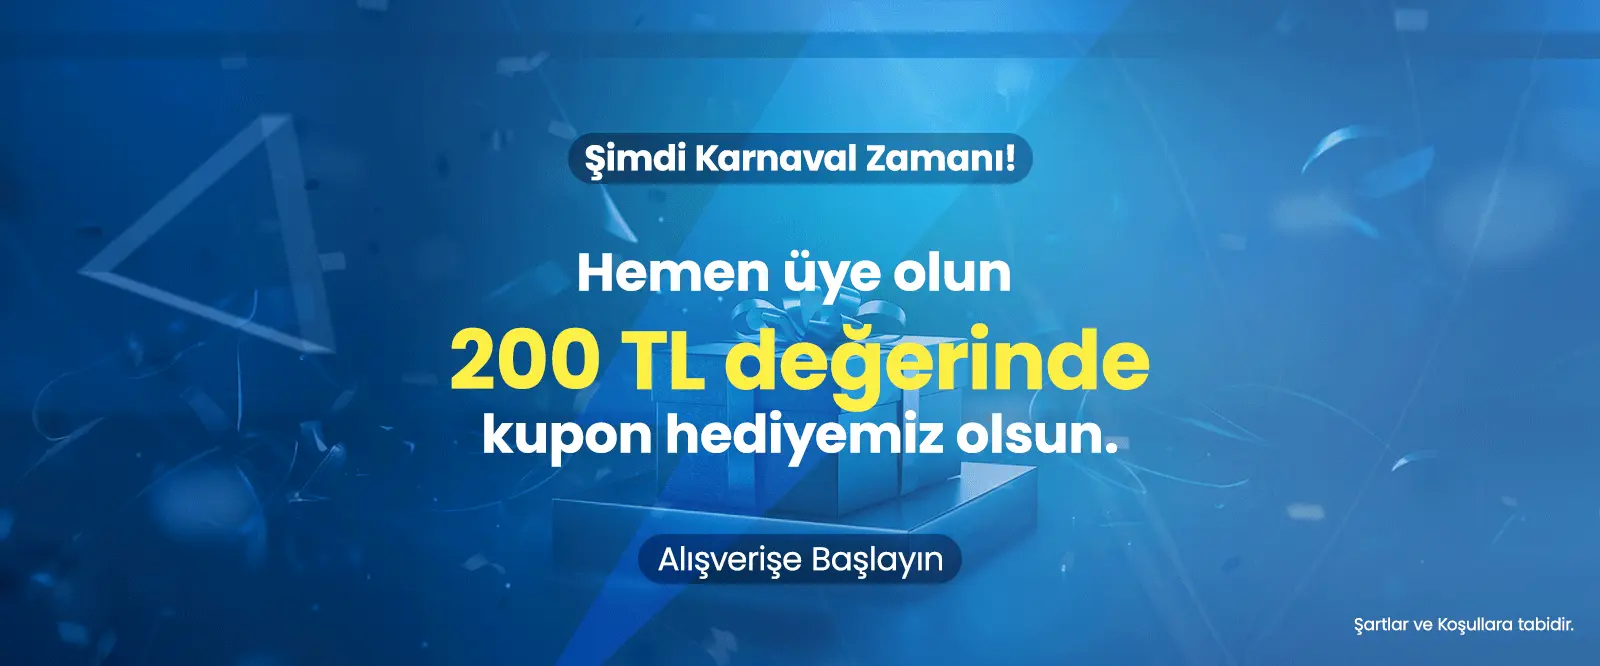 Şimdi Karnaval Zamanı!
Hemen üye olun
200 TL değerinde
kupon hediyemiz olsun.
Alışverişe Başlayın
Şartlar ve Koşullara tabidir.